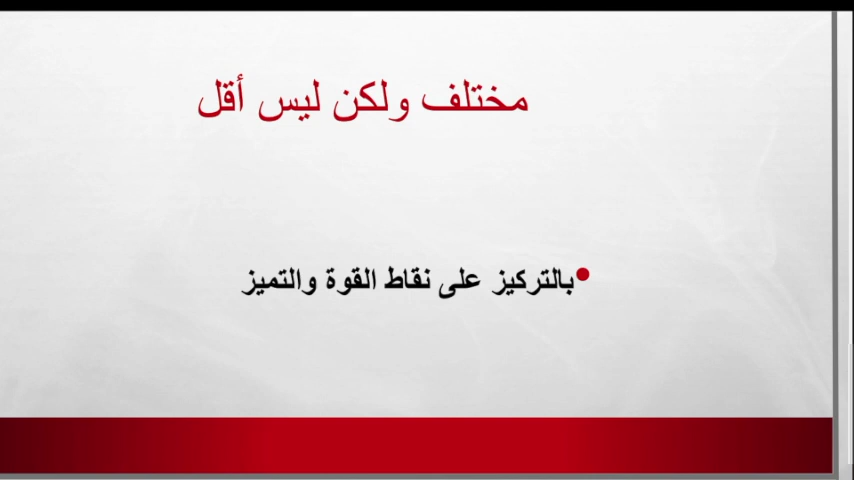 مختلف ولكن ليس أقل
•بالتركيز على نقاط القوة والتميز